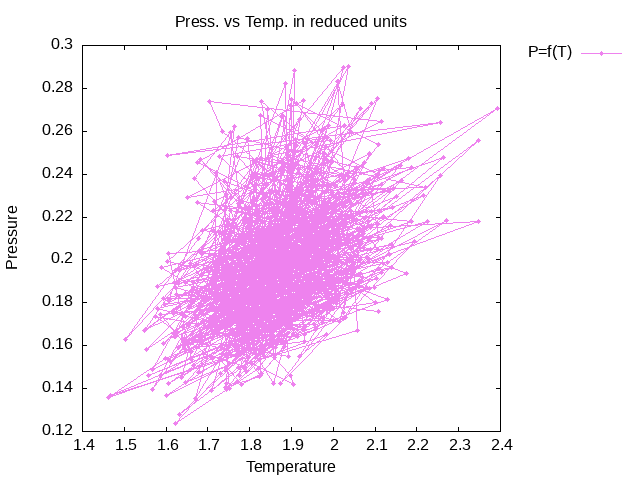 Press. vs Temp. in reduced units
P=f(T)
0.3
0.28
0.26
0.24
0.22
0.2
0.18
0.16
0.14
0.12
Pressure
1.4 1.5 1.6 1.7 1.8 1.9 2 2.1 2.2 2.3 2.4
Temperature